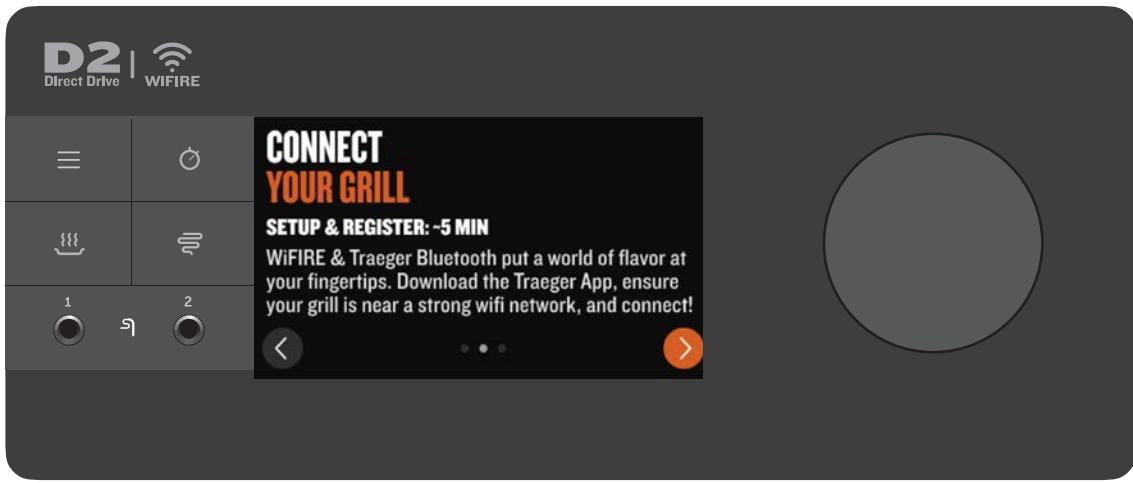 D2
Direct Drive
WIFIRE
CONNECT
YOUR GRILL
SETUP & REGISTER: ~5 MIN
WiFIRE & Traeger Bluetooth put a world of flavor at
your fingertips. Download the Traeger App, ensure
your grill is near a strong wifi network, and connect!
1 2